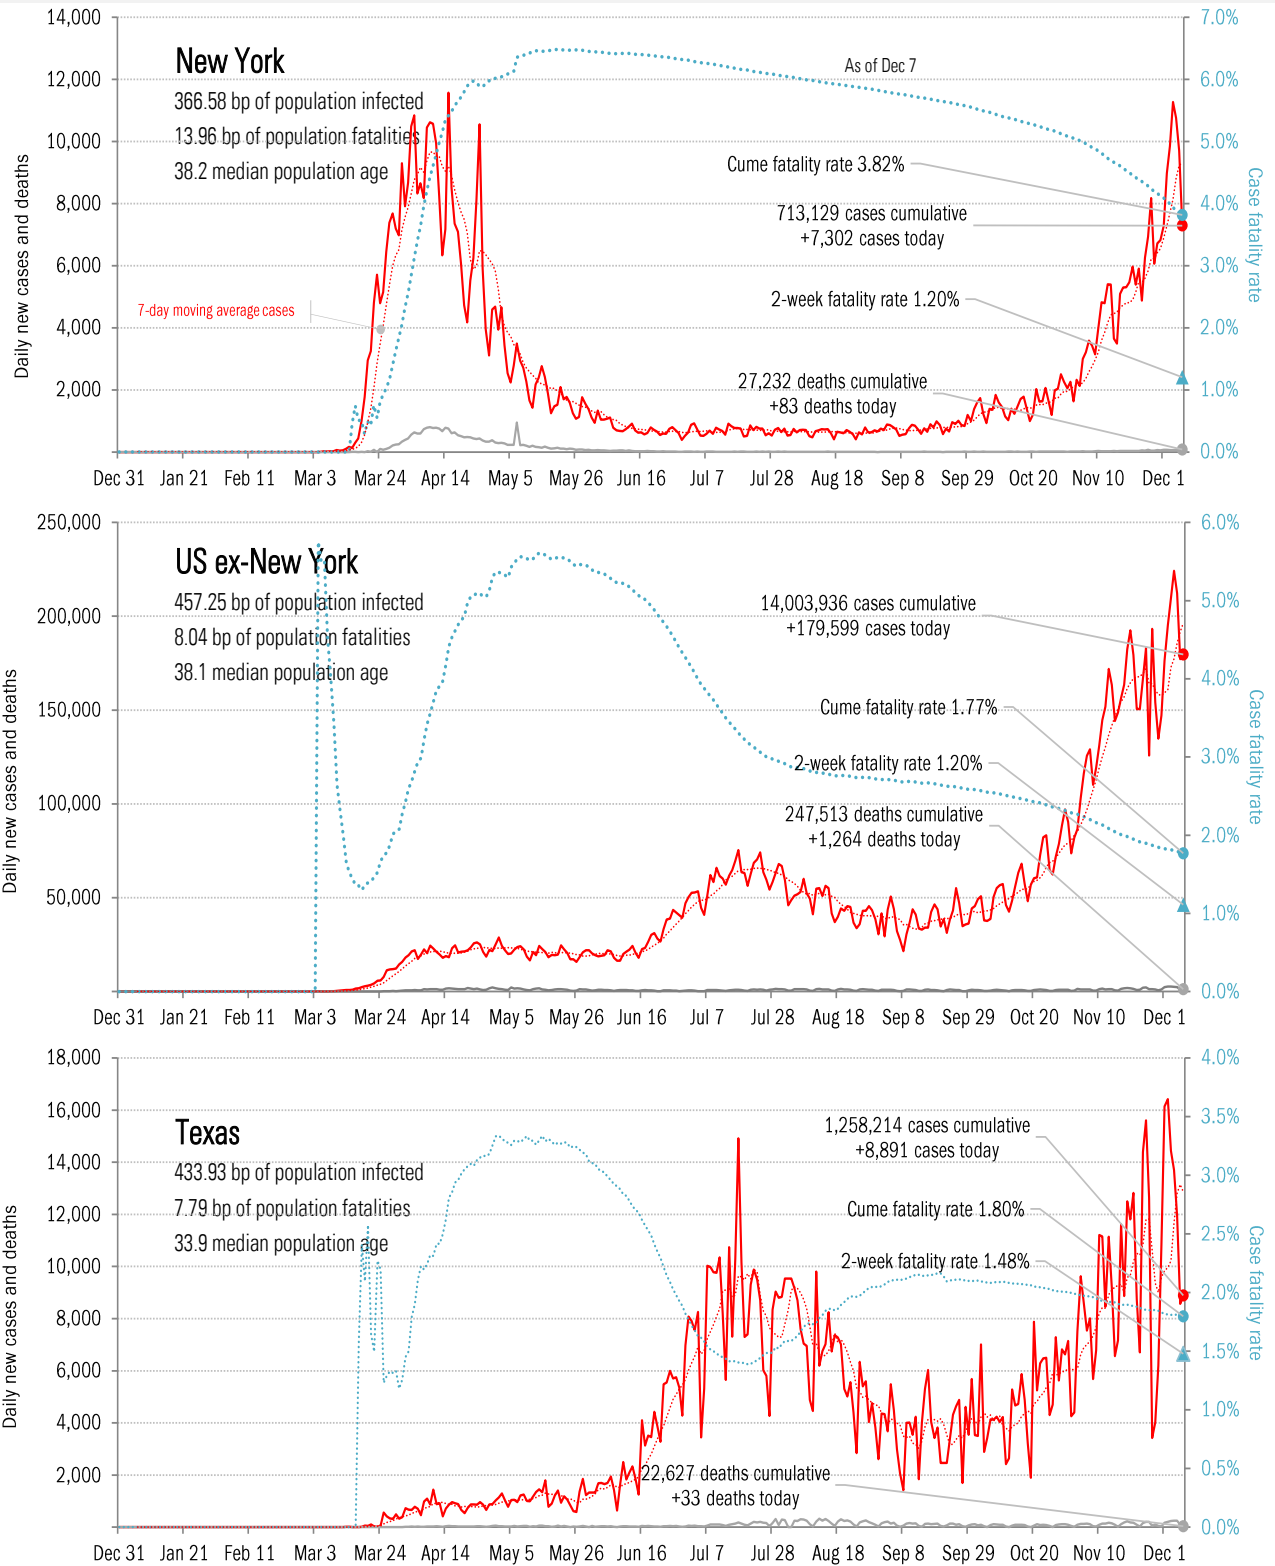 14,000
12,000
10,000
8,000
6,000
4,000
2,000
7.0%
6.0%
5.0%
4.0%
3.0%
2.0%
1.0%
0.0%
Daily new cases and deaths
Case fatality rate
New York
366.58 bp of population infected
13.96 bp of population fatalities
38.2 median population age
As of Dec 7
Cume fatality rate 3.82%
713,129 cases cumulative
+7,302 cases today
2-week fatality rate 1.20%
7-day moving average cases
27,232 deaths cumulative
+83 deaths today
Dec 31 Jan 21 Feb 11 Mar 3 Mar 24 Apr 14 May 5 May 26 Jun 16 Jul 7 Jul 28 Aug 18 Sep 8 Sep 29 Oct 20 Nov 10 Dec 1
250,000
200,000
150,000
100,000
50,000
6.0%
5.0%
4.0%
3.0%
2.0%
1.0%
0.0%
Daily new cases and deaths
Case fatality rate
US ex-New York
457.25 bp of population infected
8.04 bp of population fatalities
38.1 median population age
14,003,936 cases cumulative
+179,599 cases today
Cume fatality rate 1.77%
2-week fatality rate 1.20%
247,513 deaths cumulative
+1,264 deaths today
Dec 31 Jan 21 Feb 11 Mar 3 Mar 24 Apr 14 May 5 May 26 Jun 16 Jul 7 Jul 28 Aug 18 Sep 8 Sep 29 Oct 20 Nov 10 Dec 1
18,000
16,000
14,000
12,000
10,000
8,000
6,000
4,000
2,000
4.0%
3.5%
3.0%
2.5%
2.0%
1.5%
1.0%
0.5%
0.0%
Daily new cases and deaths
Case fatality rate
Texas
433.93 bp of population infected
7.79 bp of population fatalities
33.9 median population age
1,258,214 cases cumulative
+8,891 cases today
Cume fatality rate 1.80%
2-week fatality rate 1.48%
22,627 deaths cumulative
+33 deaths today
Dec 31 Jan 21 Feb 11 Mar 3 Mar 24 Apr 14 May 5 May 26 Jun 16 Jul 7 Jul 28 Aug 18 Sep 8 Sep 29 Oct 20 Nov 10 Dec 1